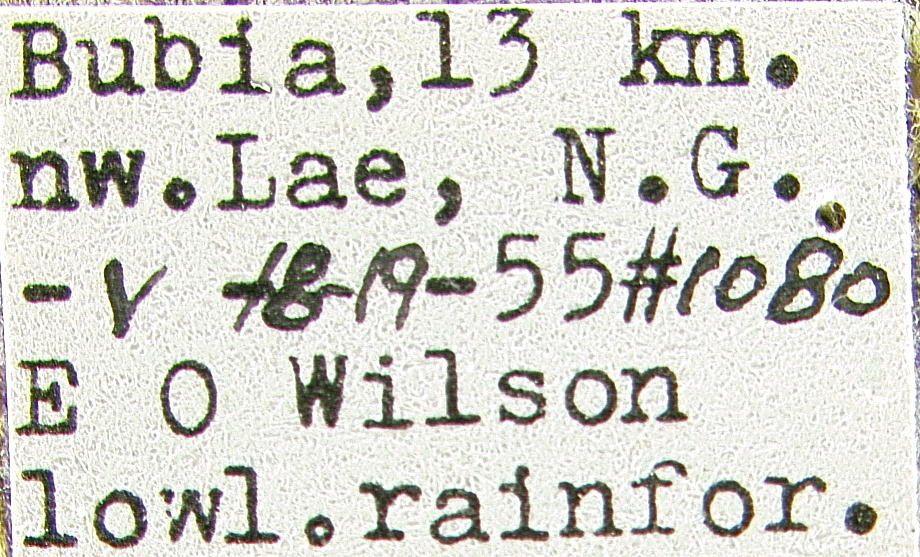 Bubia,13 km.
nw.Lae, N.G.
-V 18-19-55#1080
E O Wilson
lowl.rainfor.